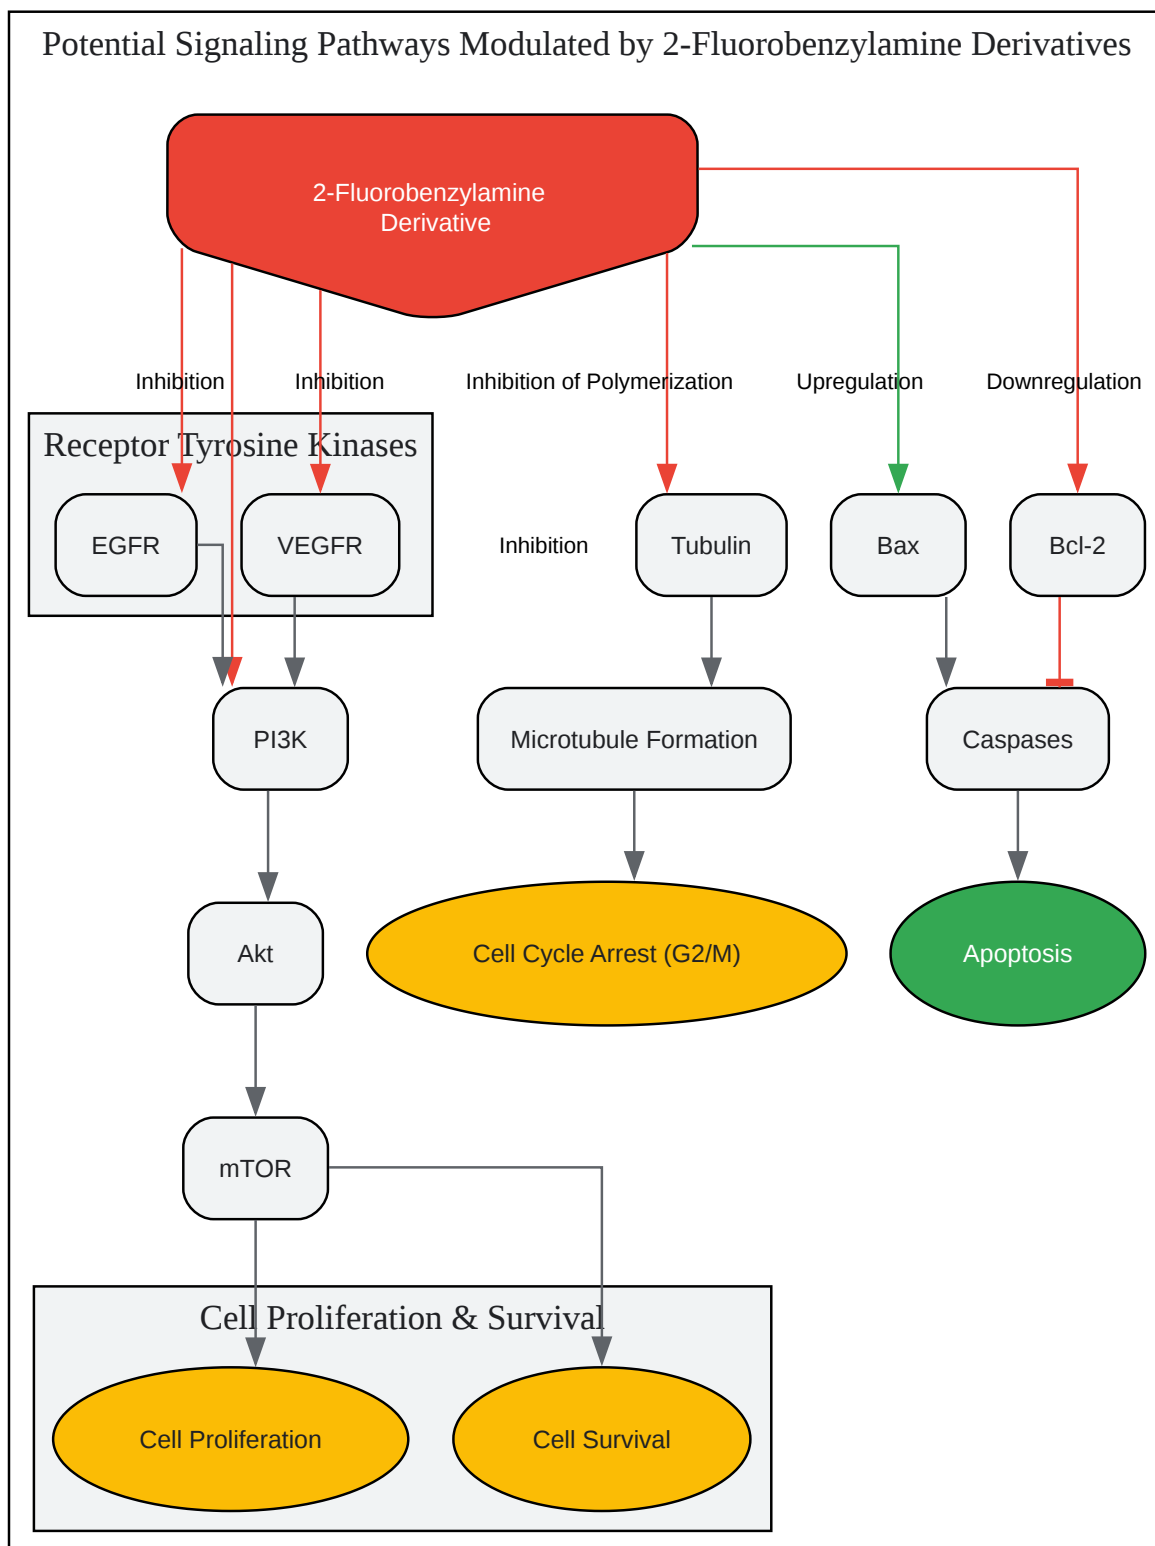 Potential Signaling Pathways Modulated by 2-Fluorobenzylamine Derivatives
2-Fluorobenzylamine
Derivative
Inhibition
Inhibition
Inhibition of Polymerization
Upregulation
Downregulation
Receptor Tyrosine Kinases
EGFR
VEGFR
Inhibition
Tubulin
Bax
Bcl-2
PI3K
Microtubule Formation
Caspases
Akt
Cell Cycle Arrest (G2/M)
Apoptosis
mTOR
Cell Proliferation & Survival
Cell Proliferation
Cell Survival